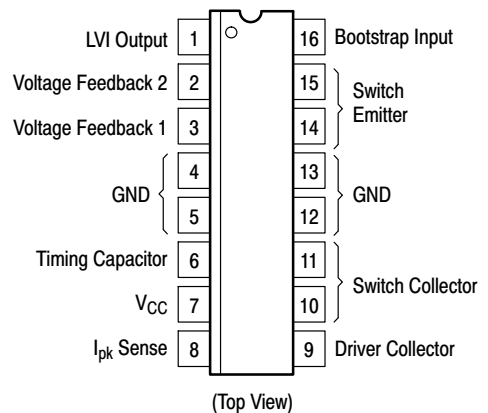 LVI Output 1
16 Bootstrap Input
Voltage Feedback 2 2
15
Switch
Emitter
Voltage Feedback 1 3
14
4
13
GND
GND
5
12
Timing Capacitor 6
11
Switch Collector
VCC 7
10
Ipk Sense 8
9 Driver Collector
(Top View)